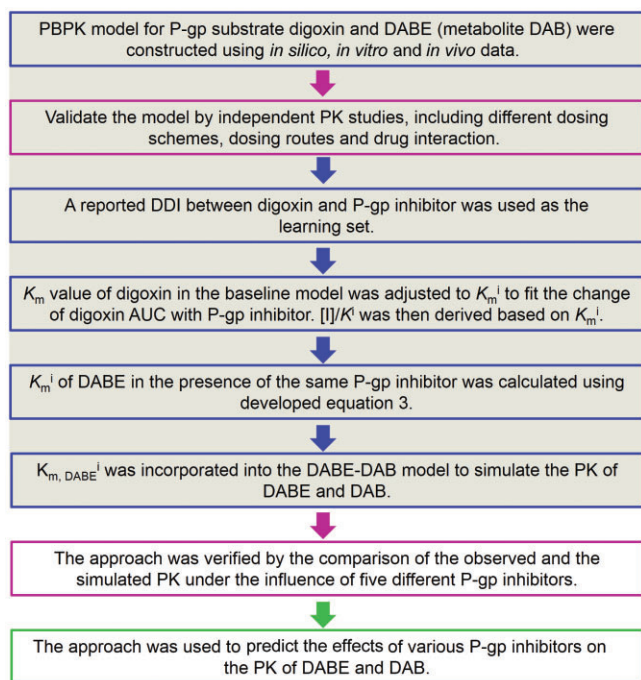 PBPK model for P-gp substrate digoxin and DABE (metabolite DAB) were
constructed using in silico, in vitro and in vivo data.
Validate the model by independent PK studies, including different dosing
schemes, dosing routes and drug interaction.
A reported DDI between digoxin and P-gp inhibitor was used as the
learning set.
Km value of digoxin in the baseline model was adjusted to Km^i to fit the change
of digoxin AUC with P-gp inhibitor. [I]/K^i was then derived based on Km^i.
Km^i of DABE in the presence of the same P-gp inhibitor was calculated using
developed equation 3.
Km, DABE^i was incorporated into the DABE-DAB model to simulate the PK of
DABE and DAB.
The approach was verified by the comparison of the observed and the
simulated PK under the influence of five different P-gp inhibitors.
The approach was used to predict the effects of various P-gp inhibitors on
the PK of DABE and DAB.